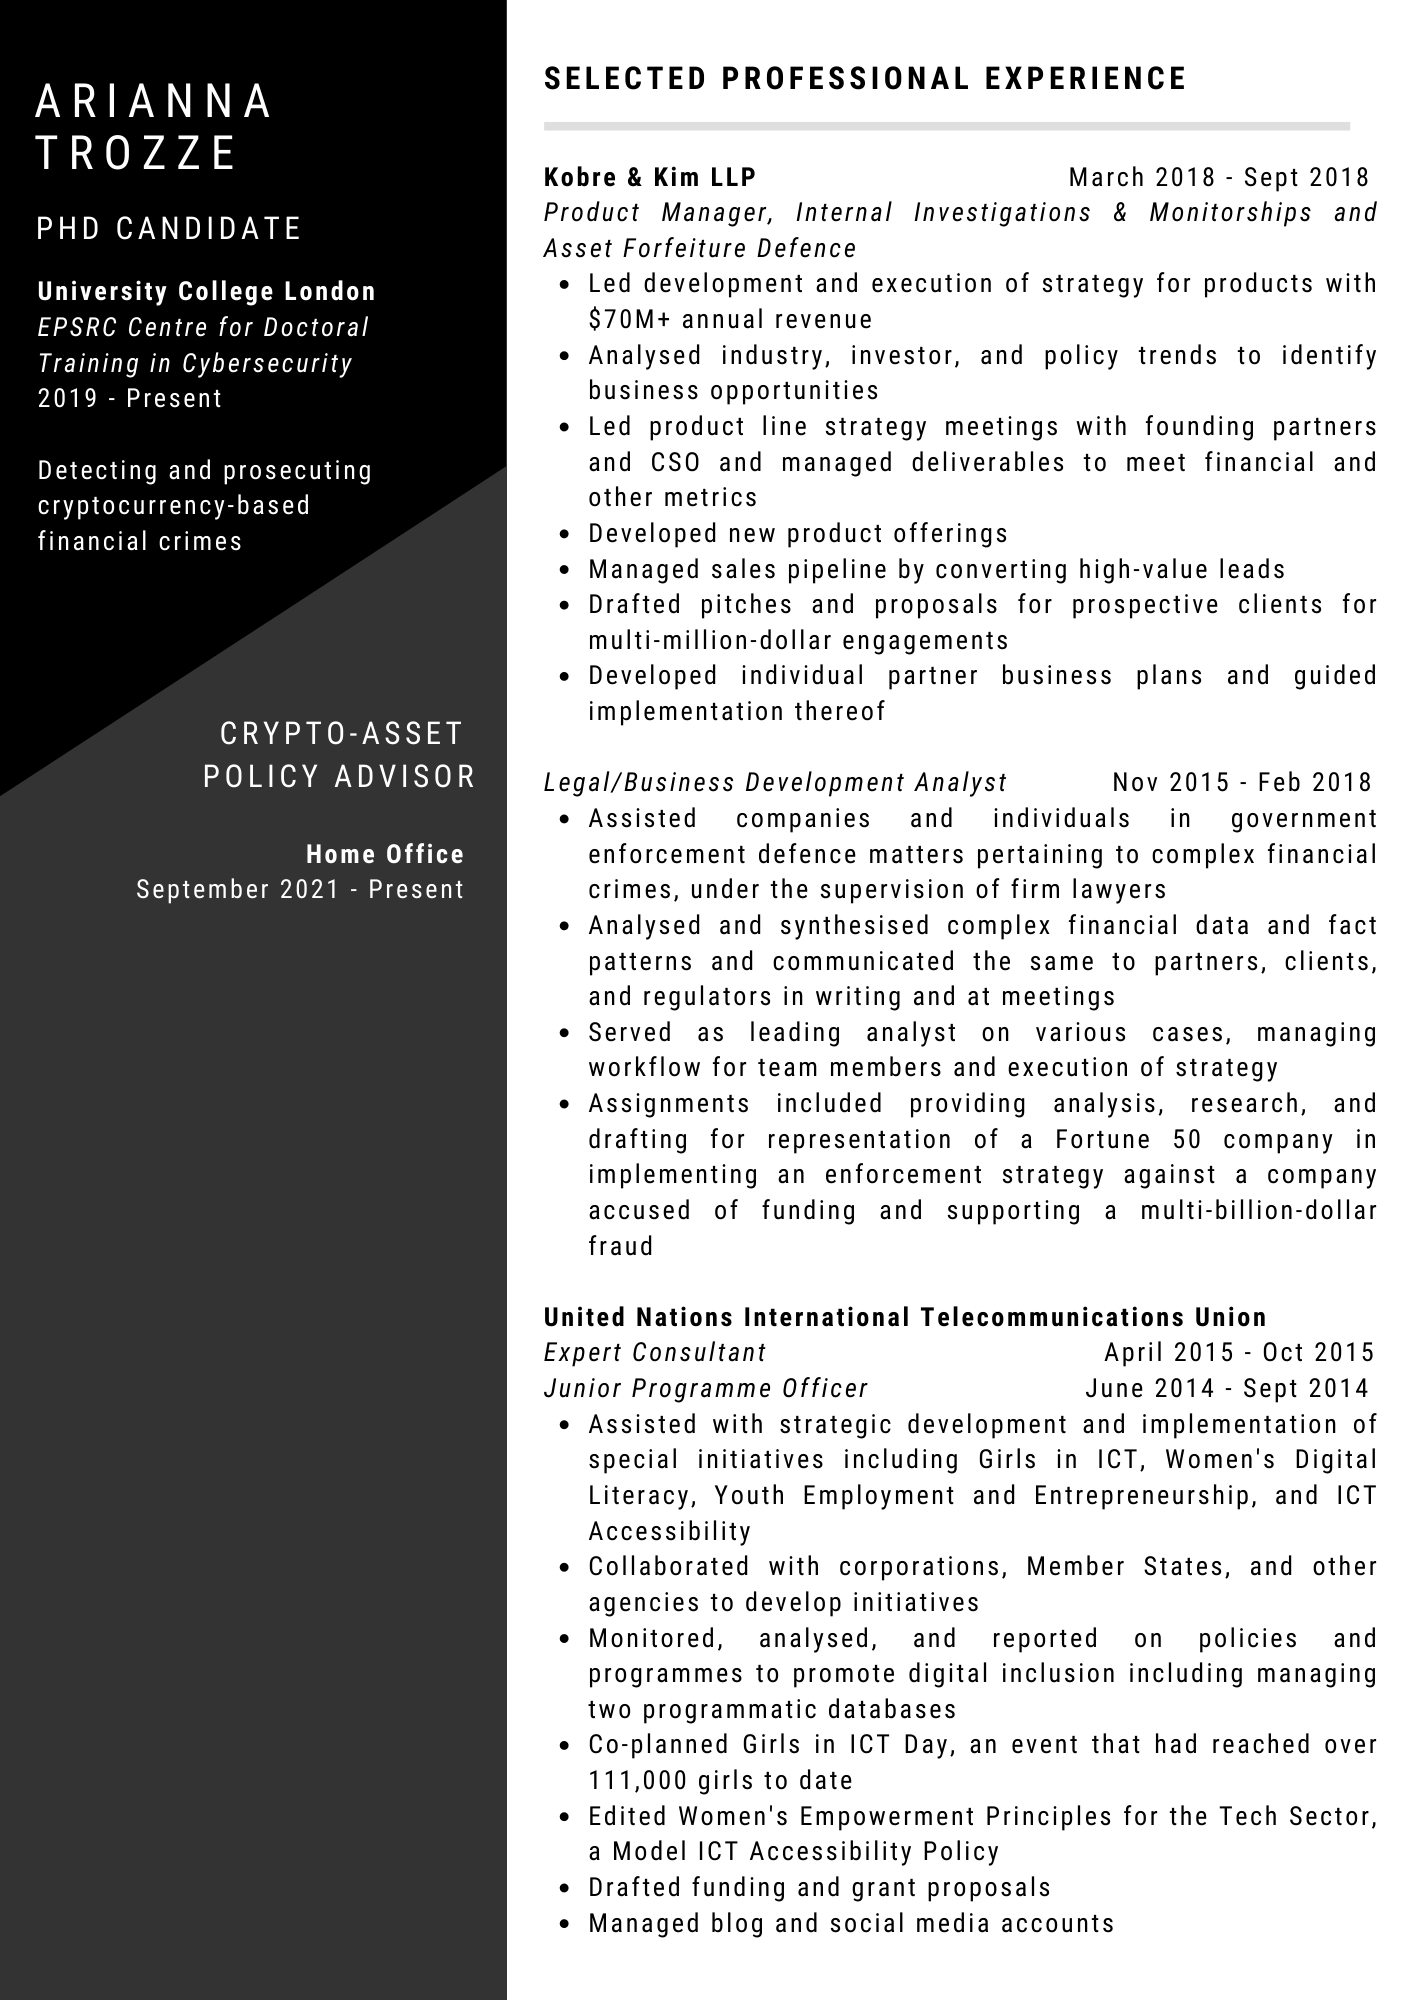 ARIANNA
TROZZE
PHD CANDIDATE
University College London
EPSRC Centre for Doctoral
Training in Cybersecurity
2019 - Present
Detecting and prosecuting
cryptocurrency-based
financial crimes
CRYPTO-ASSET
POLICY ADVISOR
Home Office
September 2021 - Present
SELECTED PROFESSIONAL EXPERIENCE
Kobre & Kim LLP March 2018 - Sept 2018
Product Manager, Internal Investigations & Monitorships and
Asset Forfeiture Defence
• Led development and execution of strategy for products with
$70M+ annual revenue
• Analysed industry, investor, and policy trends to identify
business opportunities
• Led product line strategy meetings with founding partners
and CSO and managed deliverables to meet financial and
other metrics
• Developed new product offerings
• Managed sales pipeline by converting high-value leads
• Drafted pitches and proposals for prospective clients for
multi-million-dollar engagements
• Developed individual partner business plans and guided
implementation thereof
Legal/Business Development Analyst Nov 2015 - Feb 2018
• Assisted companies and individuals in government
enforcement defence matters pertaining to complex financial
crimes, under the supervision of firm lawyers
• Analysed and synthesised complex financial data and fact
patterns and communicated the same to partners, clients,
and regulators in writing and at meetings
• Served as leading analyst on various cases, managing
workflow for team members and execution of strategy
• Assignments included providing analysis, research, and
drafting for representation of a Fortune 50 company in
implementing an enforcement strategy against a company
accused of funding and supporting a multi-billion-dollar
fraud
United Nations International Telecommunications Union
Expert Consultant April 2015 - Oct 2015
Junior Programme Officer June 2014 - Sept 2014
• Assisted with strategic development and implementation of
special initiatives including Girls in ICT, Women's Digital
Literacy, Youth Employment and Entrepreneurship, and ICT
Accessibility
• Collaborated with corporations, Member States, and other
agencies to develop initiatives
• Monitored, analysed, and reported on policies and
programmes to promote digital inclusion including managing
two programmatic databases
• Co-planned Girls in ICT Day, an event that had reached over
111,000 girls to date
• Edited Women's Empowerment Principles for the Tech Sector,
a Model ICT Accessibility Policy
• Drafted funding and grant proposals
• Managed blog and social media accounts